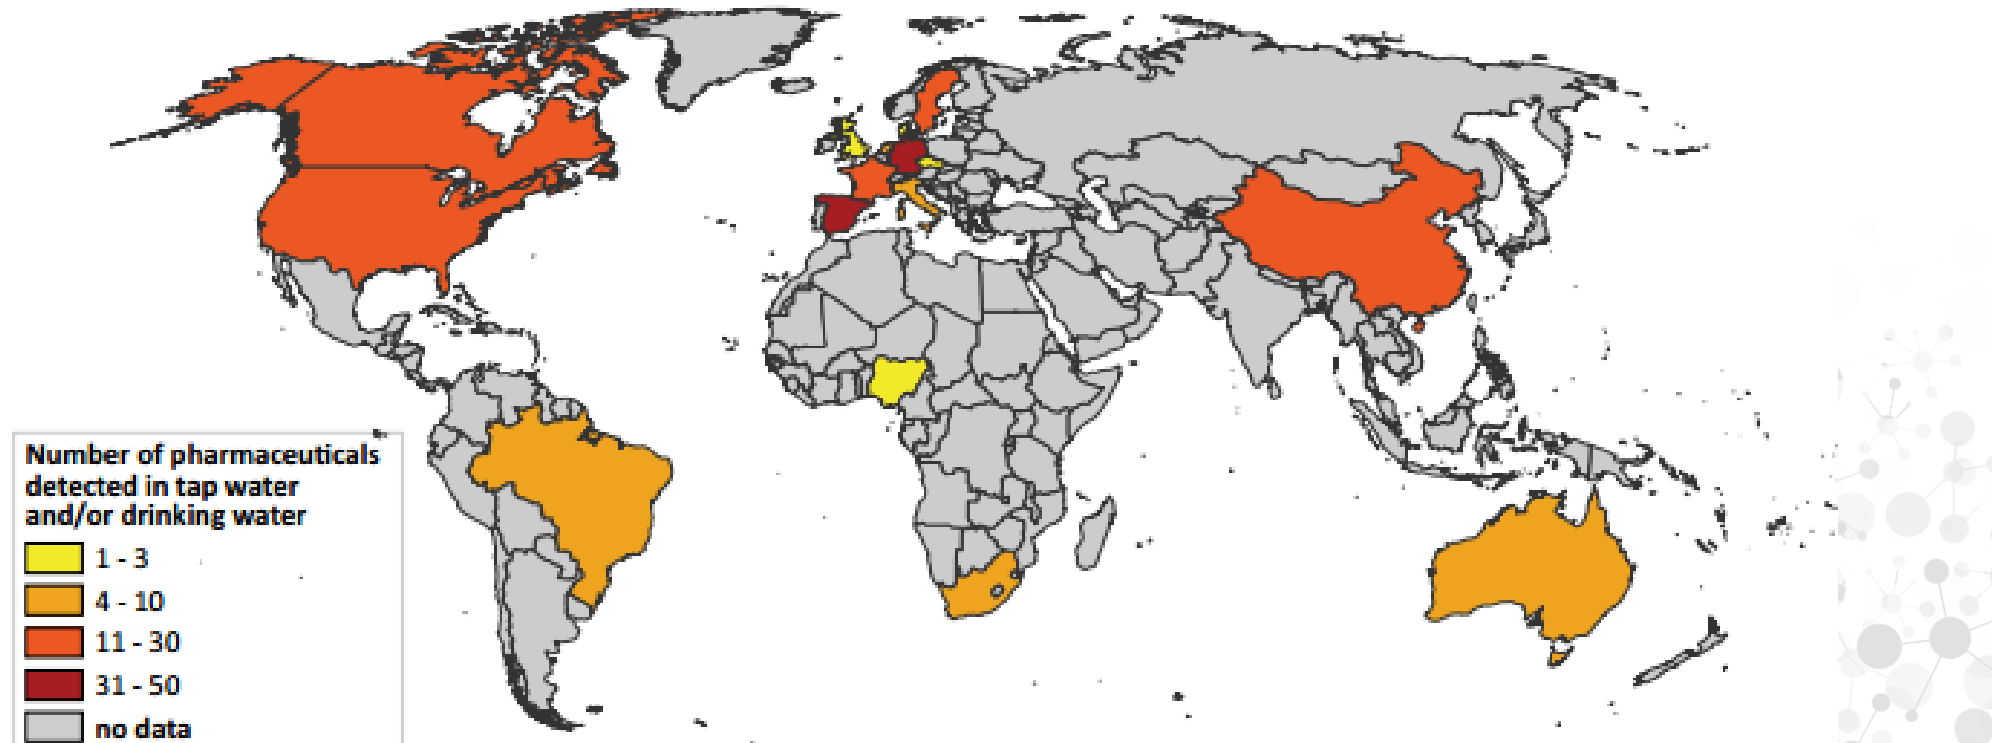 Number of pharmaceuticals
detected in tap water
and/or drinking water
1 - 3
4 - 10
11 - 30
31 - 50
no data